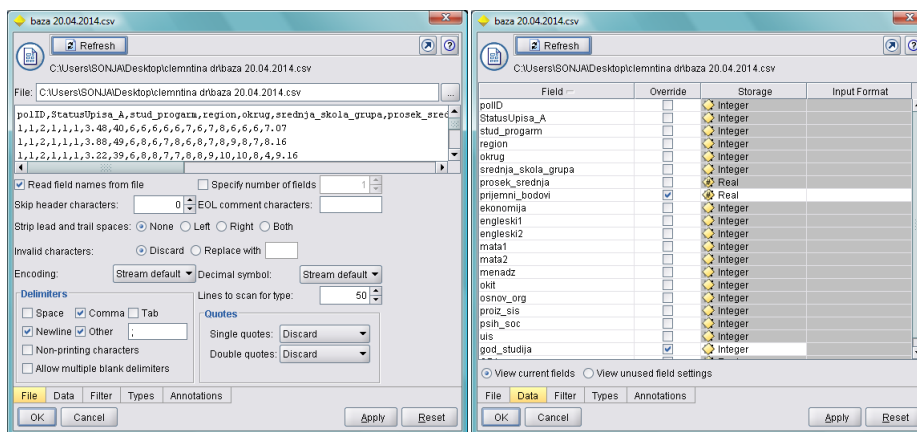 baza 20.04.2014.csv
Refresh
C:\Users\SONJA\Desktop\clemntina dr\baza 20.04.2014.csv
File: C:\Users\SONJA\Desktop\clemntina dr\baza 20.04.2014.csv ...
polID,StatusUpisa_A,stud_progarm,region,okrug,srednja_skola_grupa,prosek_sred
1,1,2,1,1,1,3.48,40,6,6,6,6,6,7,6,7,8,6,6,6,7.07
1,1,2,1,1,1,3.88,49,6,8,6,7,8,6,8,7,8,9,8,7,8.16
1,1,2,1,1,1,3.22,39,6,8,8,7,7,8,8,9,10,10,8,4,9.16
Read field names from file Specify number of fields 1
Skip header characters: 0 EOL comment characters:
Strip lead and trail spaces: None Left Right Both
Invalid characters: Discard Replace with
Encoding: Stream default Decimal symbol: Stream default
Delimiters Lines to scan for type: 50
Space Comma Tab Quotes
Newline Other ; Single quotes: Discard
Non-printing characters Double quotes: Discard
Allow multiple blank delimiters
File Data Filter Types Annotations
OK Cancel Apply Reset
baza 20.04.2014.csv
Refresh
C:\Users\SONJA\Desktop\clemntina dr\baza 20.04.2014.csv
Field Override Storage Input Format
polID Integer
StatusUpisa_A Integer
stud_progarm Integer
region Integer
okrug Integer
srednja_skola_grupa Integer
prosek_srednja Real
prijemni_bodovi Real
ekonomija Integer
engleski1 Integer
engleski2 Integer
mata1 Integer
mata2 Integer
menadz Integer
okit Integer
osnov_org Integer
proiz_sis Integer
psih_soc Integer
uis Integer
god_studija Integer
View current fields View unused field settings
File Data Filter Types Annotations
OK Cancel Apply Reset